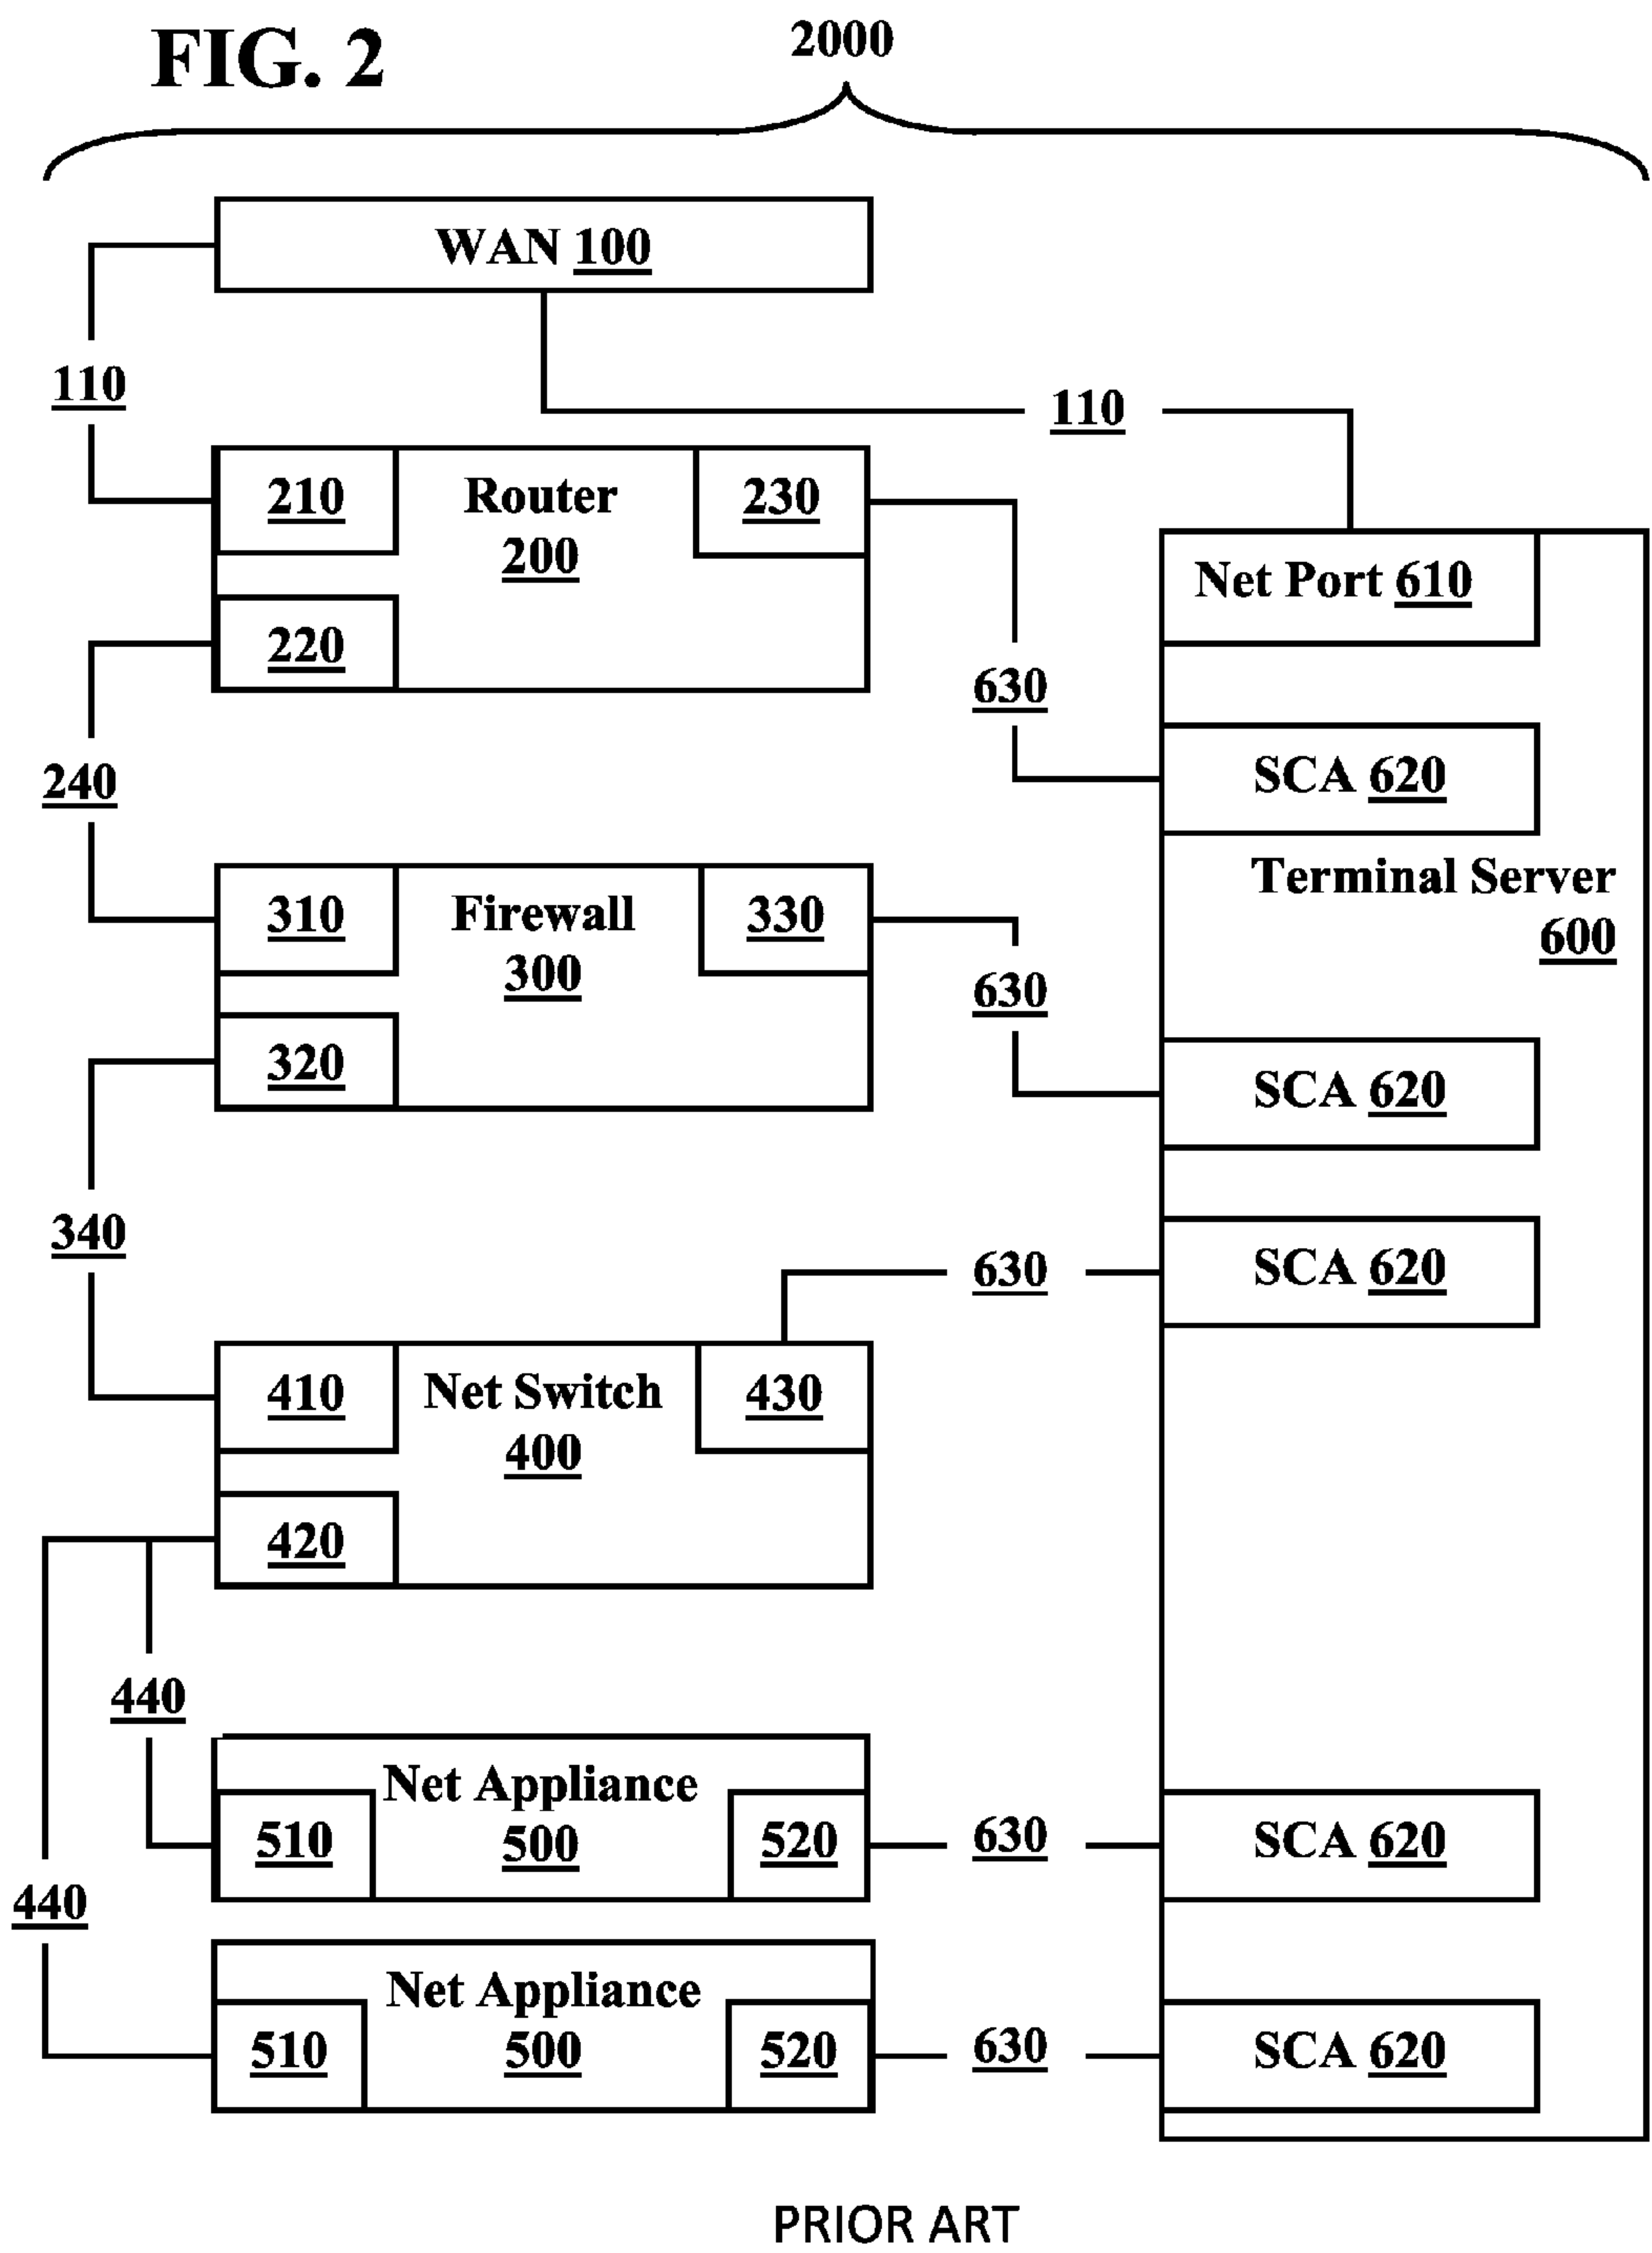 FIG. 2
2000
WAN 100
110
110
210
Router
200
230
220
Net Port 610
630
SCA 620
240
Terminal Server
600
310
Firewall
300
330
630
320
SCA 620
340
630
SCA 620
410
Net Switch
400
430
420
440
Net Appliance
510
500
520
630
SCA 620
440
Net Appliance
510
500
520
630
SCA 620
PRIOR ART